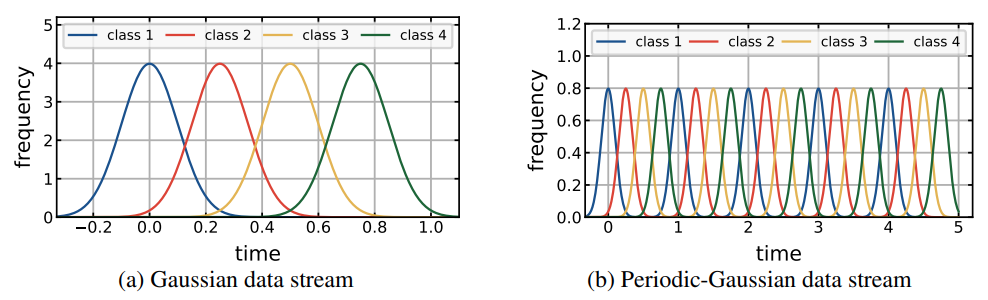 class 1 class 2 class 3 class 4
5
4
3
2
1
0
frequency
−0.2 0.0 0.2 0.4 0.6 0.8 1.0
time
(a) Gaussian data stream
class 1 class 2 class 3 class 4
1.2
1.0
0.8
0.6
0.4
0.2
0.0
frequency
0 1 2 3 4 5
time
(b) Periodic-Gaussian data stream